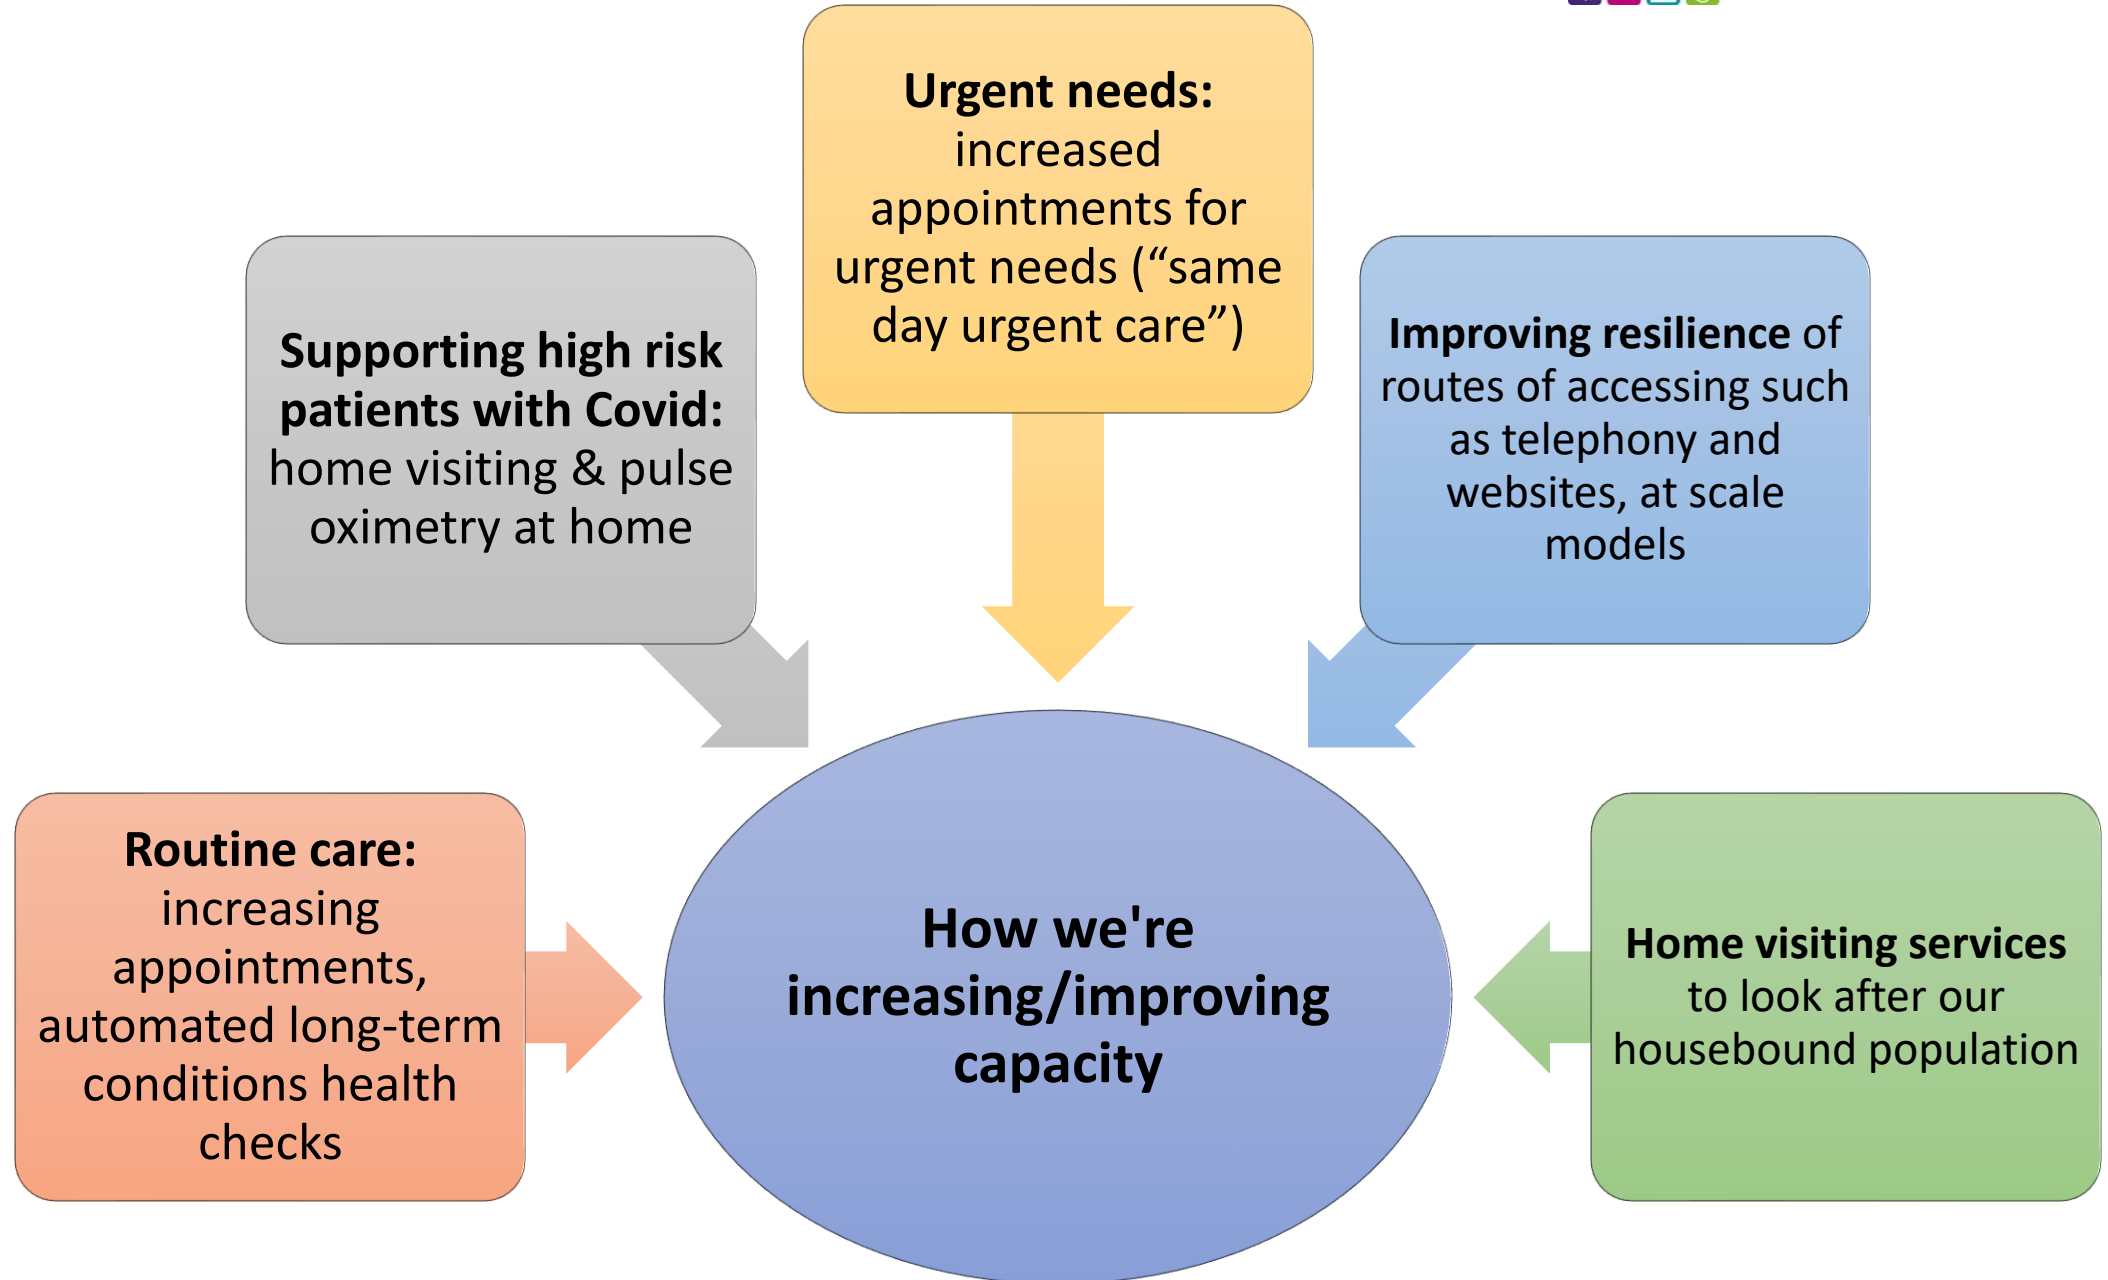 Urgent needs:
increased
appointments for
urgent needs (“same
day urgent care”)
Supporting high risk
patients with Covid:
home visiting & pulse
oximetry at home
Improving resilience of
routes of accessing such
as telephony and
websites, at scale
models
Routine care:
increasing
appointments,
automated long-term
conditions health
checks
How we're
increasing/improving
capacity
Home visiting services
to look after our
housebound population